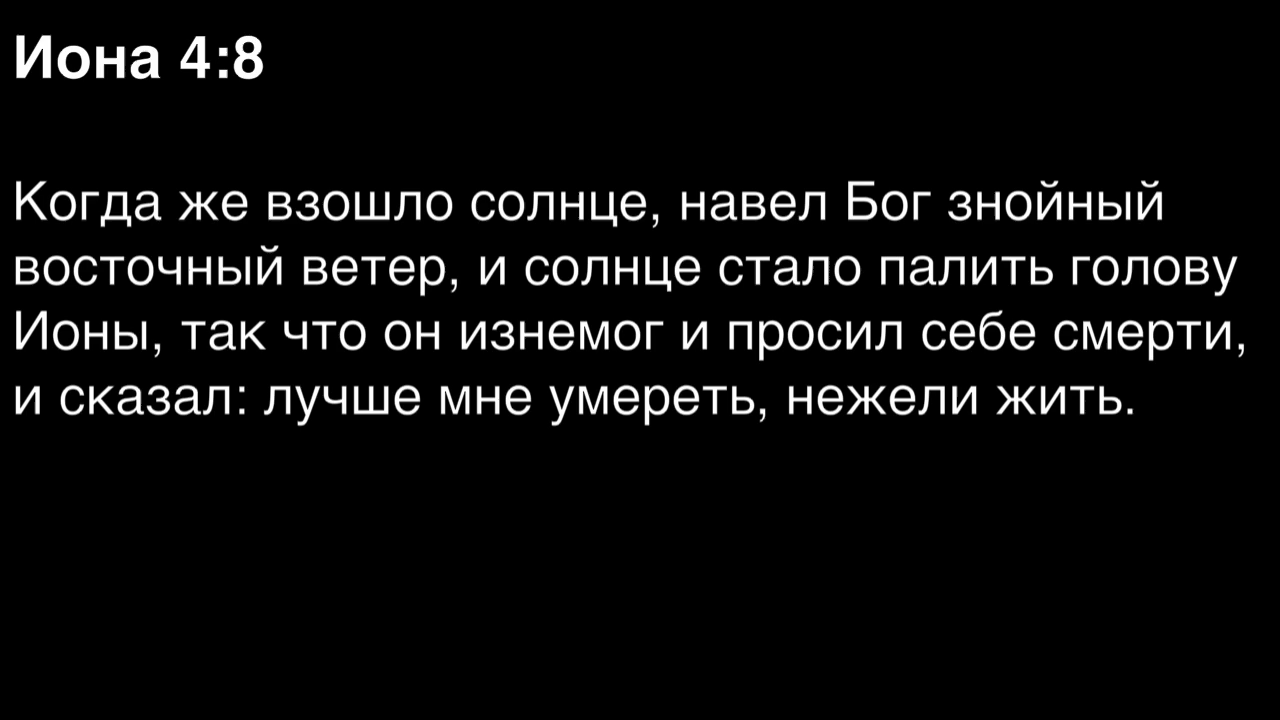 Иона 4:8
Когда же взошло солнце, навел Бог знойный
восточный ветер, и солнце стало палить голову
Ионы, так что он изнемог и просил себе смерти,
и сказал: лучше мне умереть, нежели жить.